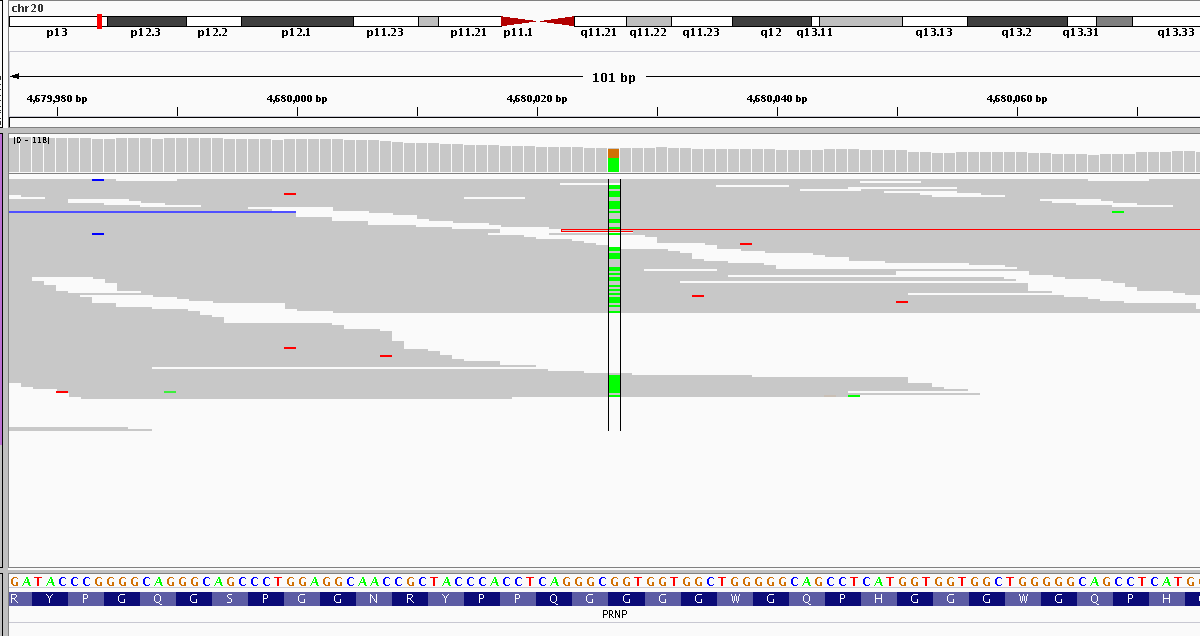 chr20
p13 p12.3 p12.2 p12.1 p11.23 p11.21 p11.1 q11.21 q11.22 q11.23 q12 q13.11 q13.13 q13.2 q13.31 q13.33
101 bp
4,679,980 bp 4,680,000 bp 4,680,020 bp 4,680,040 bp 4,680,060 bp
[0 - 118]
GATACCCGGGGCAGGGCAGCCCTGGAGGCAACCGCTACCCACCTCAGGGCGGTGGTGGCTGGGGGCAGCCTCATGGTGGTGGCTGGGGGCAGCCTCATG
R Y P G Q G S P G G N R Y P P Q G G G G W G Q P H G G G W G Q P H
PRNP